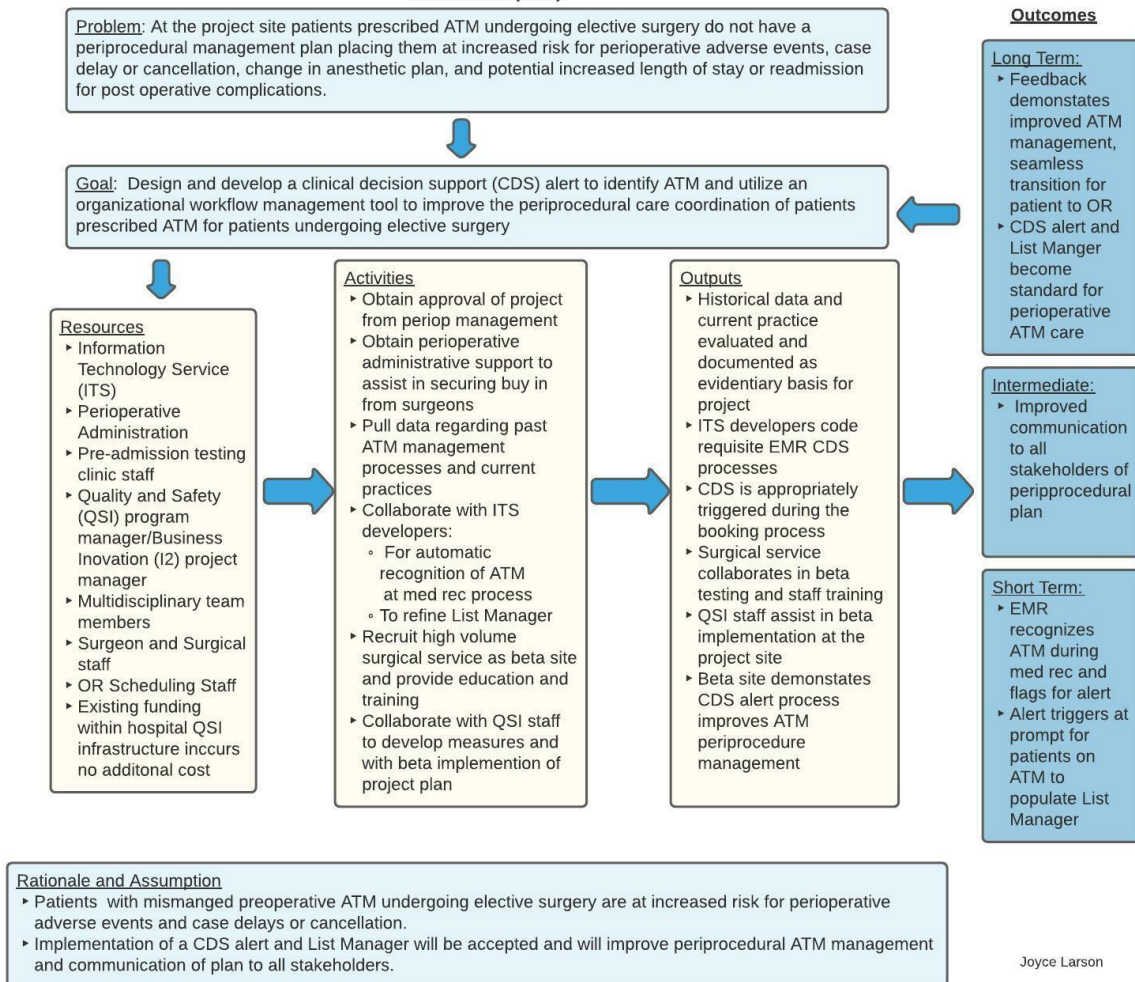 Problem: At the project site patients prescribed ATM undergoing elective surgery do not have a
periprocedural management plan placing them at increased risk for perioperative adverse events, case
delay or cancellation, change in anesthetic plan, and potential increased length of stay or readmission
for post operative complications.
Goal: Design and develop a clinical decision support (CDS) alert to identify ATM and utilize an
organizational workflow management tool to improve the periprocedural care coordination of patients
prescribed ATM for patients undergoing elective surgery
Resources
‣ Information
Technology Service
(ITS)
‣ Perioperative
Administration
‣ Pre-admission testing
clinic staff
‣ Quality and Safety
(QSI) program
manager/Business
Inovation (I2) project
manager
‣ Multidisciplinary team
members
‣ Surgeon and Surgical
staff
‣ OR Scheduling Staff
‣ Existing funding
within hospital QSI
infrastructure inccurs
no additonal cost
Activities
‣ Obtain approval of project
from periop management
‣ Obtain perioperative
administrative support to
assist in securing buy in
from surgeons
‣ Pull data regarding past
ATM management
processes and current
practices
‣ Collaborate with ITS
developers:
◦ For automatic
recognition of ATM
at med rec process
◦ To refine List Manager
‣ Recruit high volume
surgical service as beta site
and provide education and
training
‣ Collaborate with QSI staff
to develop measures and
with beta implemention of
project plan
Outputs
‣ Historical data and
current practice
evaluated and
documented as
evidentiary basis for
project
‣ ITS developers code
requisite EMR CDS
processes
‣ CDS is appropriately
triggered during the
booking process
‣ Surgical service
collaborates in beta
testing and staff training
‣ QSI staff assist in beta
implementation at the
project site
‣ Beta site demonstates
CDS alert process
improves ATM
periprocedure
management
Outcomes
Long Term:
‣ Feedback
demonstates
improved ATM
management,
seamless
transition for
patient to OR
‣ CDS alert and
List Manger
become
standard for
perioperative
ATM care
Intermediate:
‣ Improved
communication
to all
stakeholders of
peripprocedural
plan
Short Term:
‣ EMR
recognizes
ATM during
med rec and
flags for alert
‣ Alert triggers at
prompt for
patients on
ATM to
populate List
Manager
Rationale and Assumption
‣ Patients with mismanged preoperative ATM undergoing elective surgery are at increased risk for perioperative
adverse events and case delays or cancellation.
‣ Implementation of a CDS alert and List Manager will be accepted and will improve periprocedural ATM management
and communication of plan to all stakeholders.
Joyce Larson